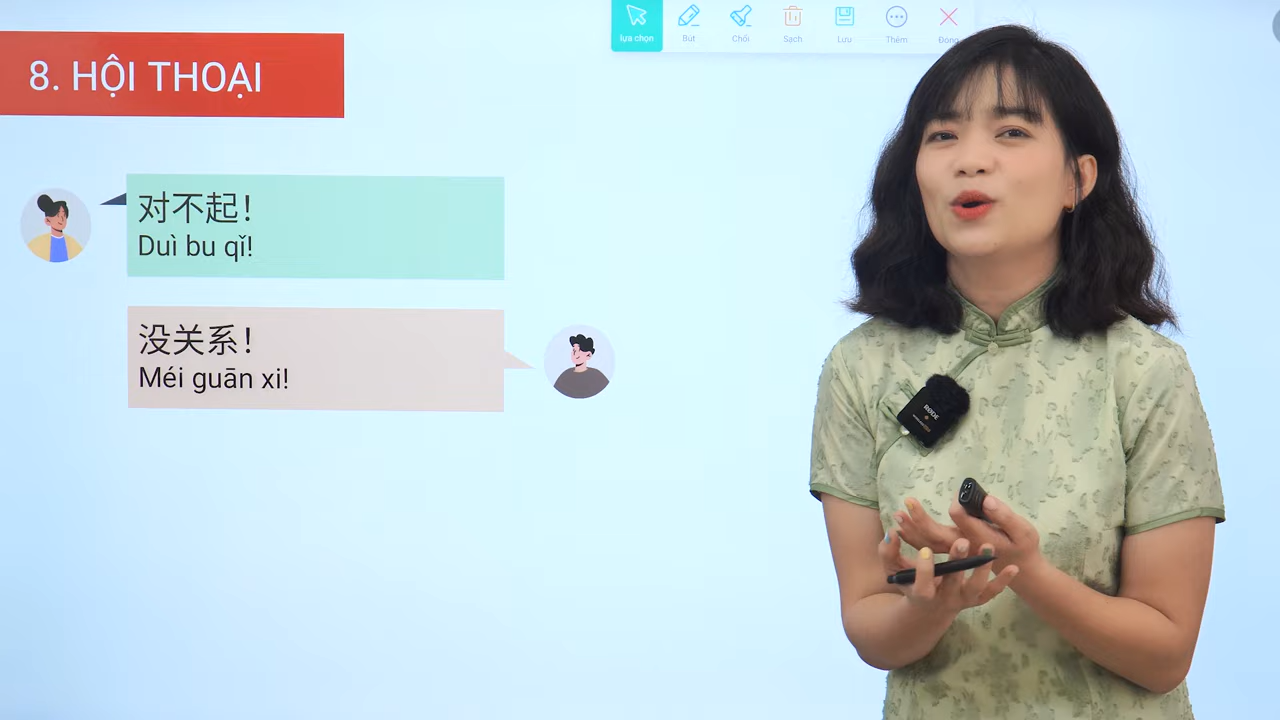 lựa chọn
Bút
Chổi
Sạch
Lưu
Thêm
Đóng
8. HỘI THOẠI
对不起！
Duì bu qǐ!
没关系！
Méi guān xi!
RØDE